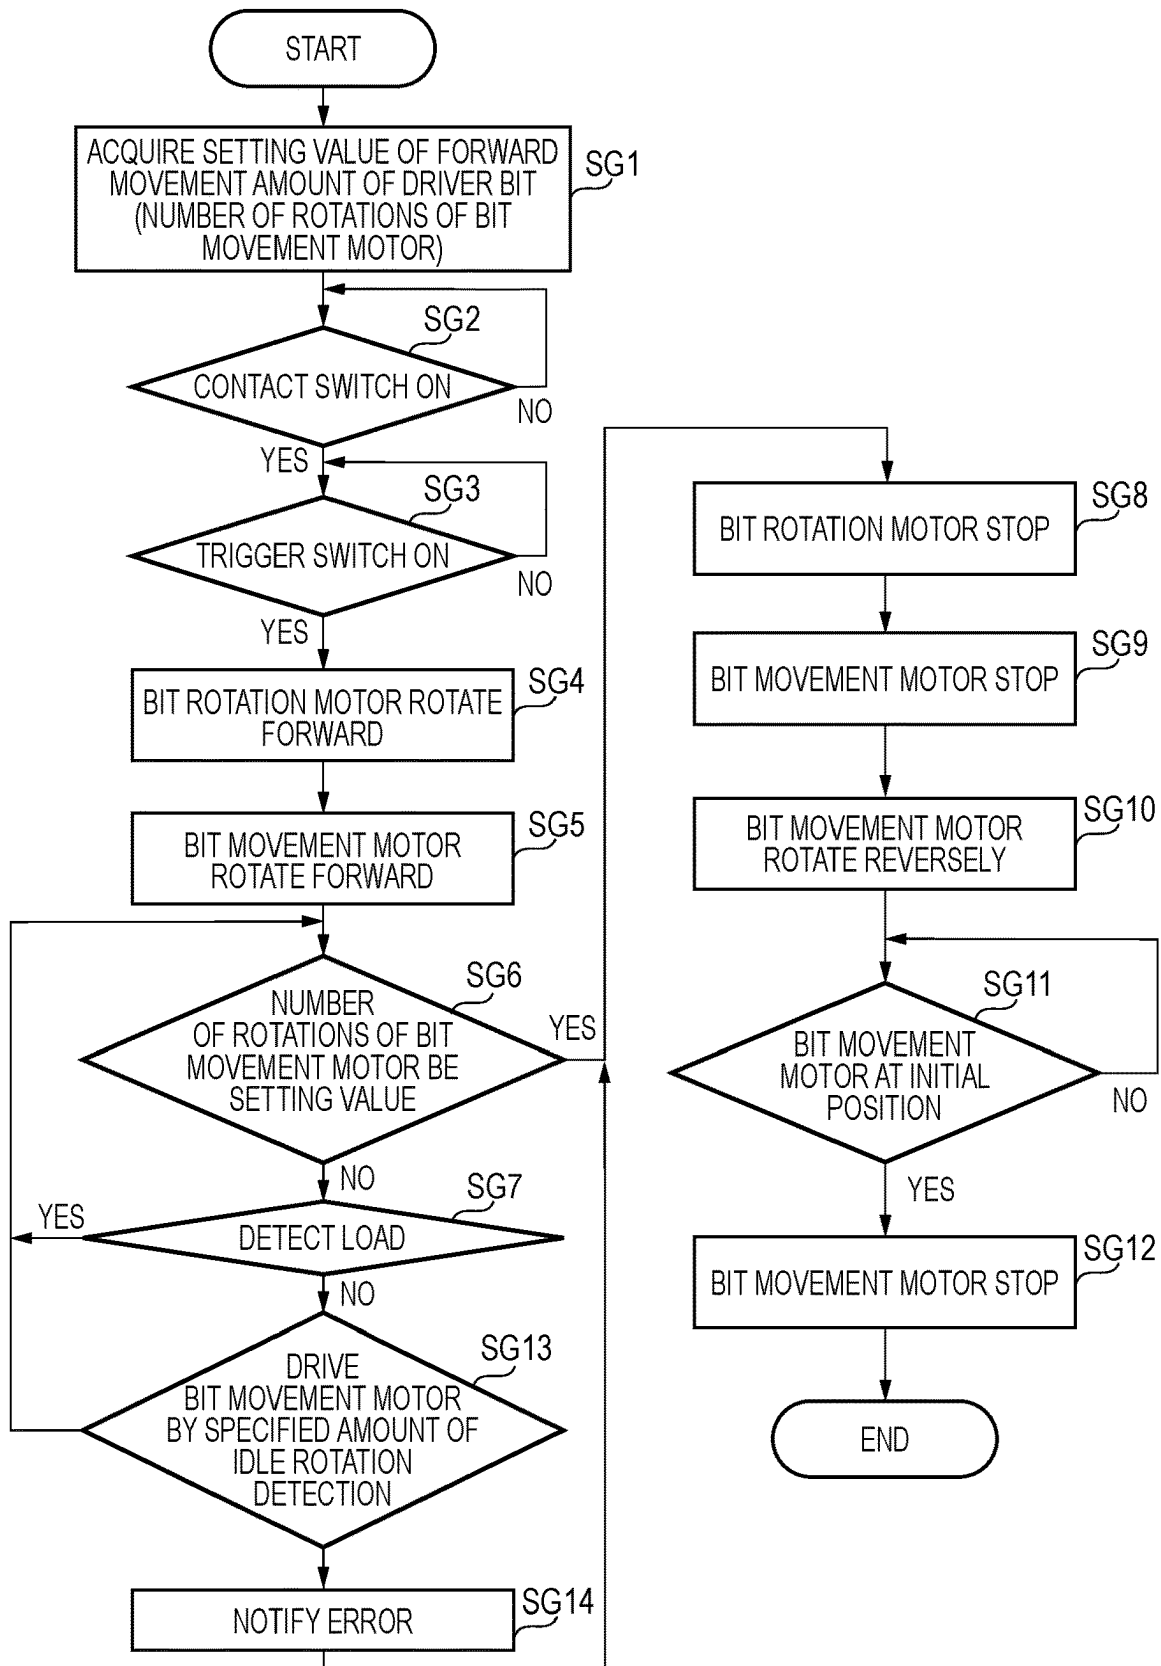 START
ACQUIRE SETTING VALUE OF FORWARD
MOVEMENT AMOUNT OF DRIVER BIT
(NUMBER OF ROTATIONS OF BIT
MOVEMENT MOTOR)
SG1
SG2
CONTACT SWITCH ON
NO
YES
SG3
TRIGGER SWITCH ON
NO
YES
SG4
BIT ROTATION MOTOR ROTATE
FORWARD
SG5
BIT MOVEMENT MOTOR
ROTATE FORWARD
SG6
NUMBER
OF ROTATIONS OF BIT
MOVEMENT MOTOR BE
SETTING VALUE
YES
NO
SG7
YES
DETECT LOAD
NO
SG13
DRIVE
BIT MOVEMENT MOTOR
BY SPECIFIED AMOUNT OF
IDLE ROTATION
DETECTION
SG14
NOTIFY ERROR
SG8
BIT ROTATION MOTOR STOP
SG9
BIT MOVEMENT MOTOR STOP
SG10
BIT MOVEMENT MOTOR
ROTATE REVERSELY
SG11
BIT MOVEMENT
MOTOR AT INITIAL
POSITION
NO
YES
SG12
BIT MOVEMENT MOTOR STOP
END